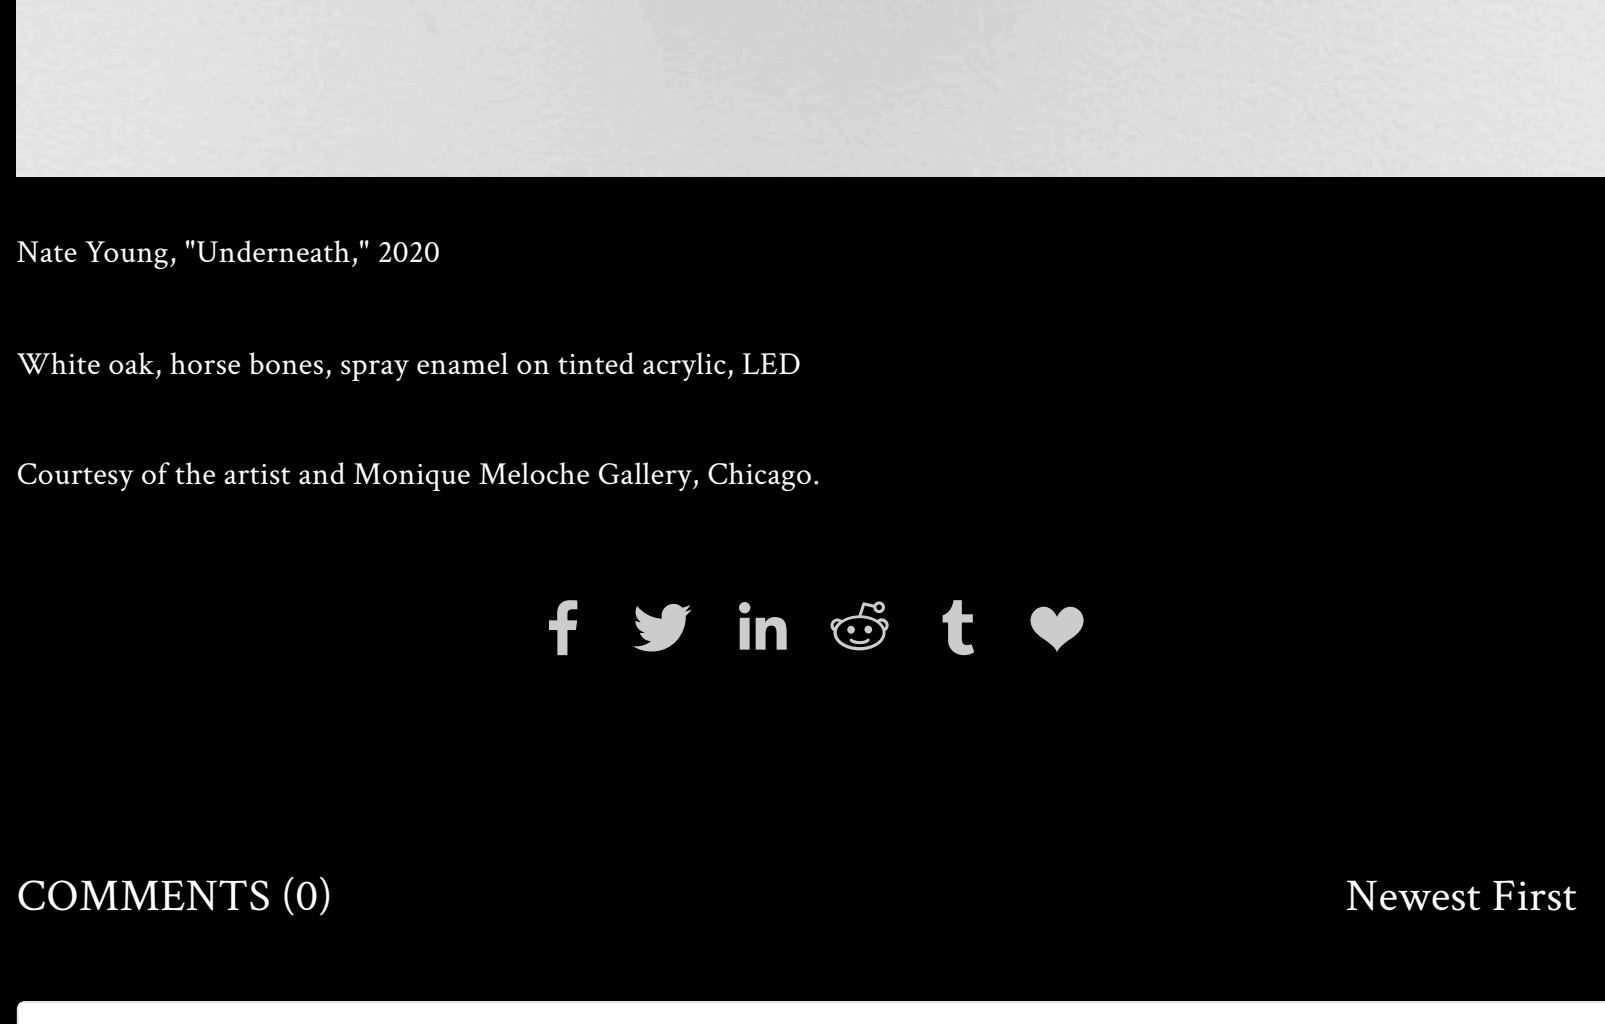 Nate Young, "Underneath," 2020
White oak, horse bones, spray enamel on tinted acrylic, LED
Courtesy of the artist and Monique Meloche Gallery, Chicago.
COMMENTS (0)
Newest First